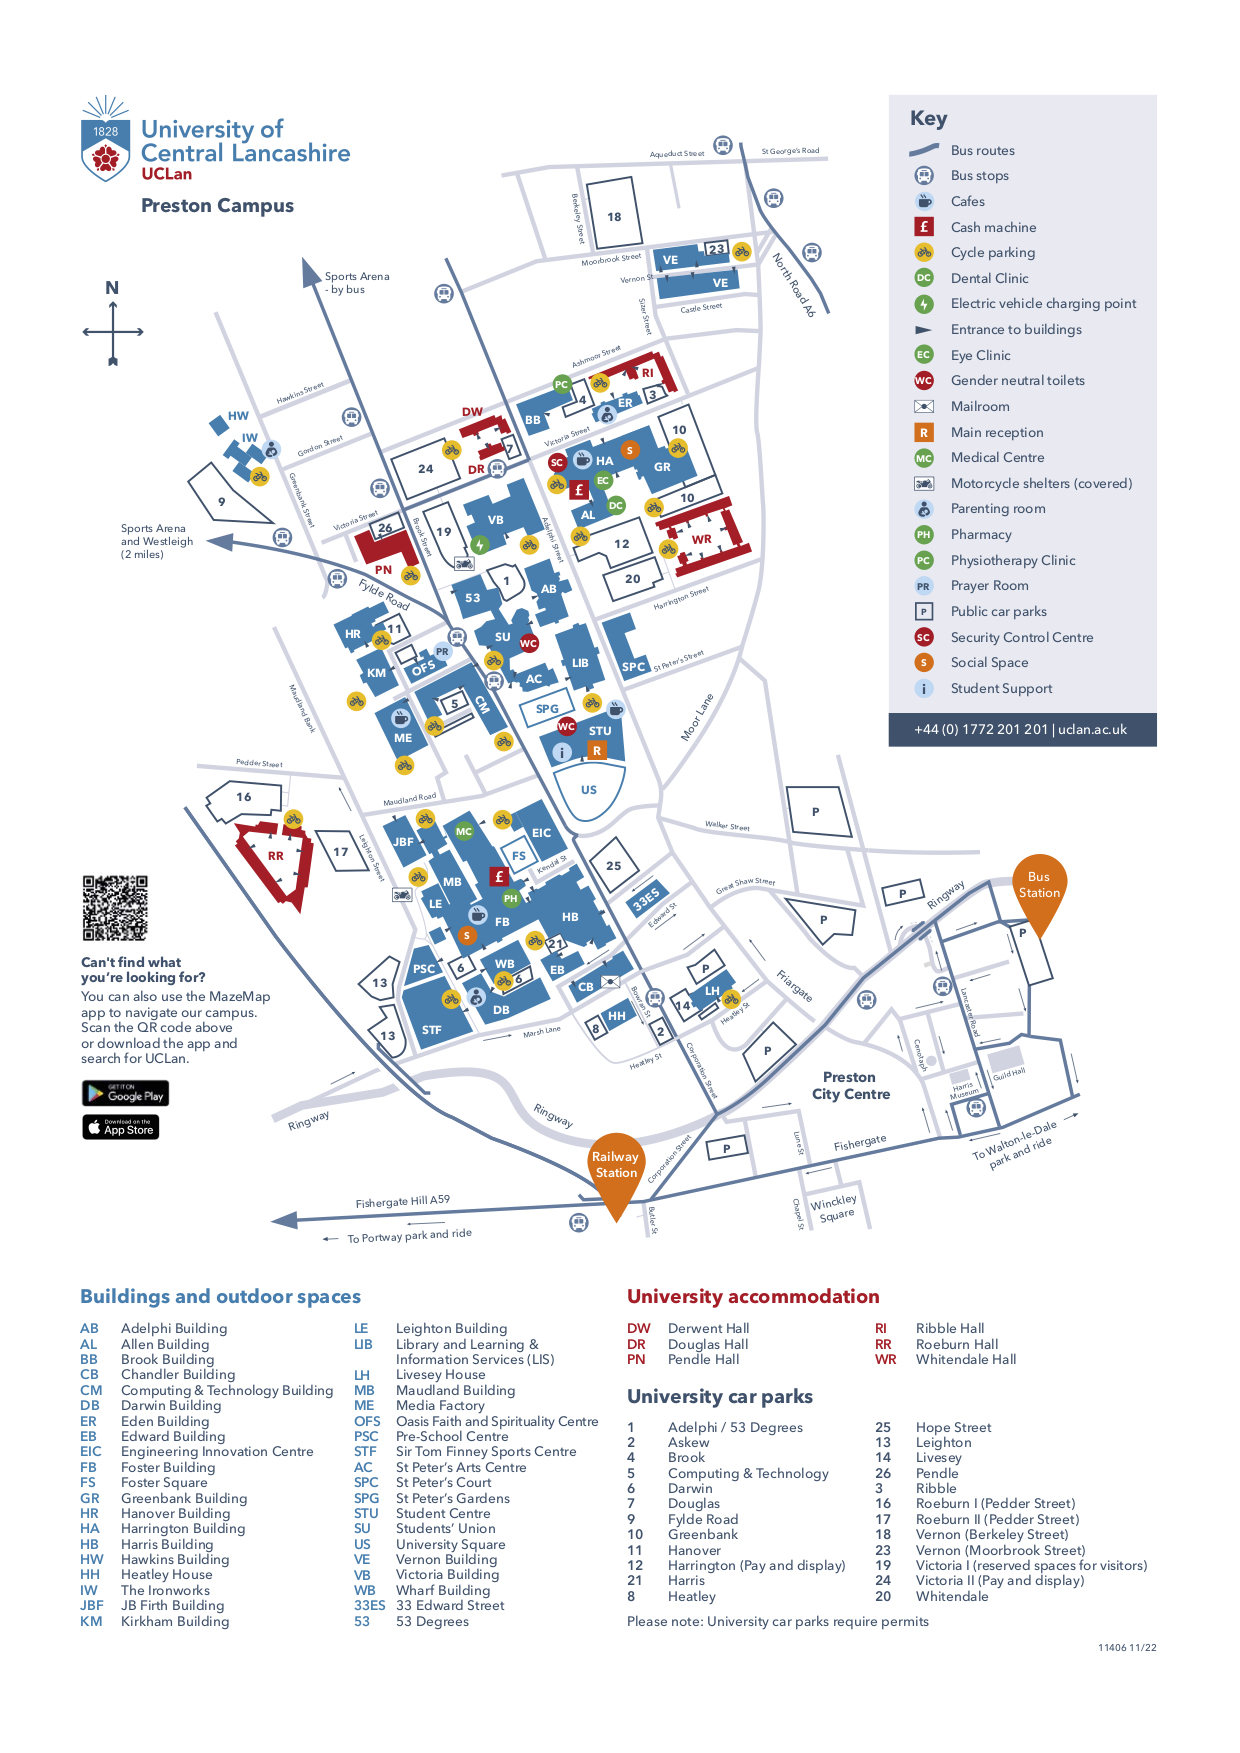 1828
University of
Central Lancashire
UCLan
Preston Campus
N
Sports Arena
- by bus
Aqueduct Street
St George's Road
Berkeley Street
18
Moorbrook Street
VE
23
Vernon St
VE
Castle Street
Sizer Street
North Road A6
Ashmoor Street
RI
PC
4
3
ER
BB
DW
Victoria Street
Hawkins Street
HW
IW
Gordon Street
Greenbank Street
9
24
7
DR
10
S
HA
SC
GR
EC
£
10
DC
AL
Sports Arena
and Westleigh
(2 miles)
Victoria Street
26
Brook Street
19
VB
Adelphi Street
12
WR
PN
20
Harrington Street
Fylde Road
53
1
AB
HR
11
PR
OFS
SU
WC
LIB
SPC
St Peter's Street
KM
AC
5
CM
SPG
Maudland Bank
ME
WC
STU
i
R
Moor Lane
US
Pedder Street
16
Maudland Road
RR
17
Leighton Street
JBF
MC
EIC
FS
Kendal St
25
MB
£
LE
PH
FB
HB
S
33ES
Edward St
Walker Street
P
Great Shaw Street
P
P
Ringway
Bus
Station
P
PSC
6
WB
6
21
EB
CB
13
STF
DB
13
HH
8
2
Bowran St
Marsh Lane
Heatley St
Corporation Street
P
LH
14
Heatley St
P
Friargate
Lancaster Road
Cenotaph
Harris
Museum
Guild Hall
Preston
City Centre
Ringway
Ringway
Railway
Station
Corporation Street
P
Lune St
Fishergate
To Walton-le-Dale
park and ride
Fishergate Hill A59
To Portway park and ride
Butler St
Chapel St
Winckley
Square
Can't find what
you're looking for?
You can also use the MazeMap
app to navigate our campus.
Scan the QR code above
or download the app and
search for UCLan.
GET IT ON
Google Play
Download on the
App Store
Key
Bus routes
Bus stops
Cafes
£ Cash machine
Cycle parking
DC Dental Clinic
Electric vehicle charging point
Entrance to buildings
EC Eye Clinic
WC Gender neutral toilets
Mailroom
R Main reception
MC Medical Centre
Motorcycle shelters (covered)
Parenting room
PH Pharmacy
PC Physiotherapy Clinic
PR Prayer Room
P Public car parks
SC Security Control Centre
S Social Space
i Student Support
+44 (0) 1772 201 201 | uclan.ac.uk
Buildings and outdoor spaces
AB Adelphi Building
AL Allen Building
BB Brook Building
CB Chandler Building
CM Computing & Technology Building
DB Darwin Building
ER Eden Building
EB Edward Building
EIC Engineering Innovation Centre
FB Foster Building
FS Foster Square
GR Greenbank Building
HR Hanover Building
HA Harrington Building
HB Harris Building
HW Hawkins Building
HH Heatley House
IW The Ironworks
JBF JB Firth Building
KM Kirkham Building
LE Leighton Building
LIB Library and Learning &
Information Services (LIS)
LH Livesey House
MB Maudland Building
ME Media Factory
OFS Oasis Faith and Spirituality Centre
PSC Pre-School Centre
STF Sir Tom Finney Sports Centre
AC St Peter's Arts Centre
SPC St Peter's Court
SPG St Peter's Gardens
STU Student Centre
SU Students' Union
US University Square
VE Vernon Building
VB Victoria Building
WB Wharf Building
33ES 33 Edward Street
53 53 Degrees
University accommodation
DW Derwent Hall
DR Douglas Hall
PN Pendle Hall
RI Ribble Hall
RR Roeburn Hall
WR Whitendale Hall
University car parks
1 Adelphi / 53 Degrees
2 Askew
4 Brook
5 Computing & Technology
6 Darwin
7 Douglas
9 Fylde Road
10 Greenbank
11 Hanover
12 Harrington (Pay and display)
21 Harris
8 Heatley
25 Hope Street
13 Leighton
14 Livesey
26 Pendle
3 Ribble
16 Roeburn I (Pedder Street)
17 Roeburn II (Pedder Street)
18 Vernon (Berkeley Street)
23 Vernon (Moorbrook Street)
19 Victoria I (reserved spaces for visitors)
24 Victoria II (Pay and display)
20 Whitendale
Please note: University car parks require permits
11406 11/22